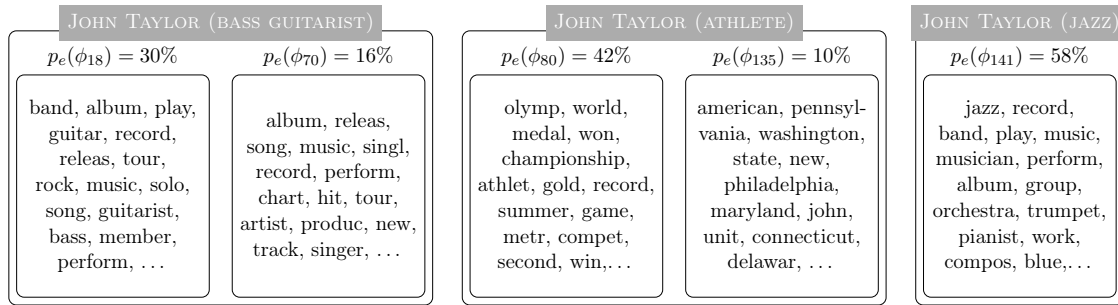 John Taylor (bass guitarist)
p_e(ϕ_18) = 30%
band, album, play,
guitar, record,
releas, tour,
rock, music, solo,
song, guitarist,
bass, member,
perform, . . .
p_e(ϕ_70) = 16%
album, releas,
song, music, singl,
record, perform,
chart, hit, tour,
artist, produc, new,
track, singer, . . .
John Taylor (athlete)
p_e(ϕ_80) = 42%
olymp, world,
medal, won,
championship,
athlet, gold, record,
summer, game,
metr, compet,
second, win,. . .
p_e(ϕ_135) = 10%
american, pennsyl-
vania, washington,
state, new,
philadelphia,
maryland, john,
unit, connecticut,
delawar, . . .
John Taylor (jazz)
p_e(ϕ_141) = 58%
jazz, record,
band, play, music,
musician, perform,
album, group,
orchestra, trumpet,
pianist, work,
compos, blue,. . .